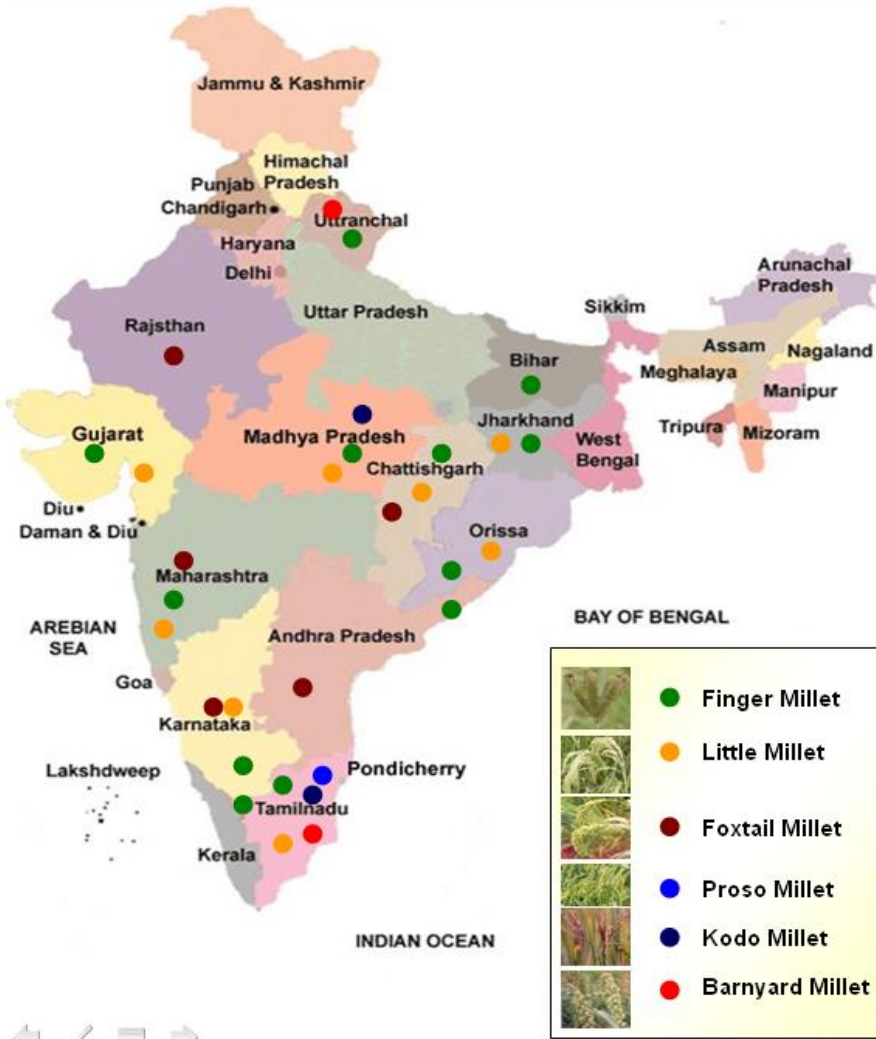 Jammu & Kashmir
Himachal
Pradesh
Punjab
Chandigarh
Uttranchal
Haryana
Delhi
Arunachal
Pradesh
Sikkim
Uttar Pradesh
Rajsthan
Assam
Nagaland
Bihar
Meghalaya
Manipur
Jharkhand
Tripura
Mizoram
West
Bengal
Gujarat
Madhya Pradesh
Chattishgarh
Diu
Daman & Diu
Orissa
Maharashtra
AREBIAN
SEA
Andhra Pradesh
BAY OF BENGAL
Goa
Karnataka
Lakshdweep
Pondicherry
Tamilnadu
Kerala
INDIAN OCEAN
Finger Millet
Little Millet
Foxtail Millet
Proso Millet
Kodo Millet
Barnyard Millet